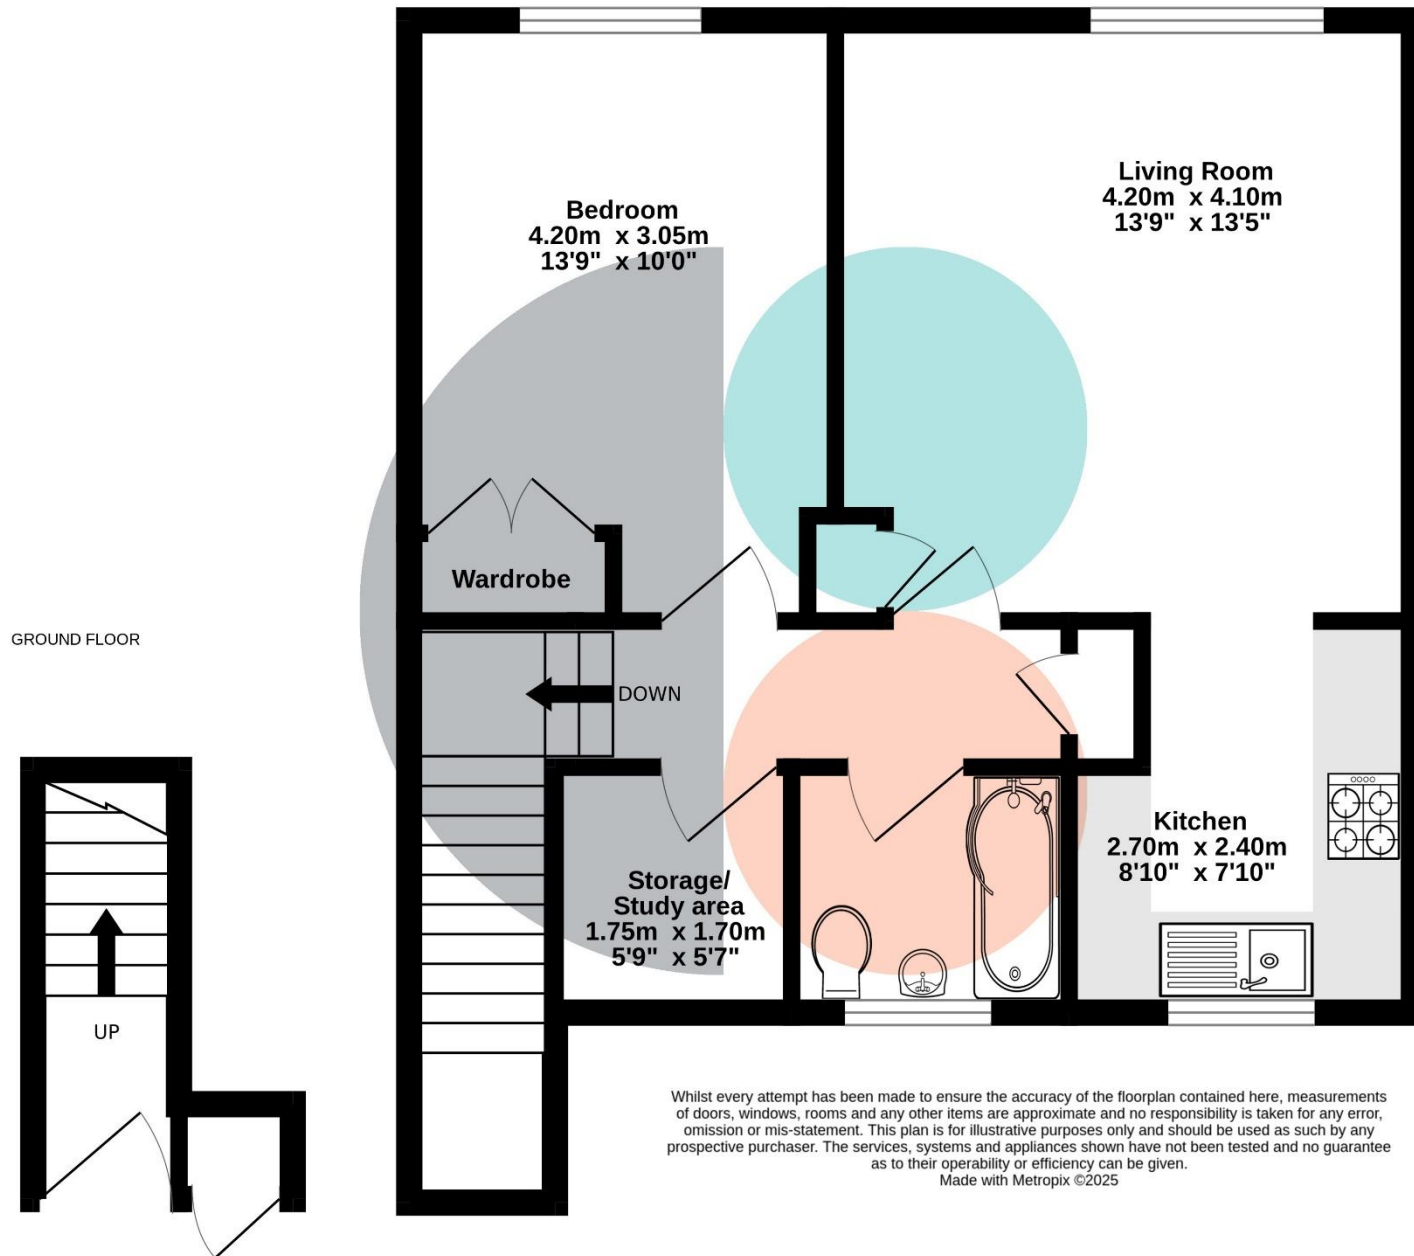 Living Room
4.20m x 4.10m
13'9" x 13'5"
Bedroom
4.20m x 3.05m
13'9" x 10'0"
Wardrobe
GROUND FLOOR
DOWN
Kitchen
2.70m x 2.40m
8'10" x 7'10"
Storage/
Study area
1.75m x 1.70m
5'9" x 5'7"
UP
Whilst every attempt has been made to ensure the accuracy of the floorplan contained here, measurements
of doors, windows, rooms and any other items are approximate and no responsibility is taken for any error,
omission or mis-statement. This plan is for illustrative purposes only and should be used as such by any
prospective purchaser. The services, systems and appliances shown have not been tested and no guarantee
as to their operability or efficiency can be given.
Made with Metropix ©2025